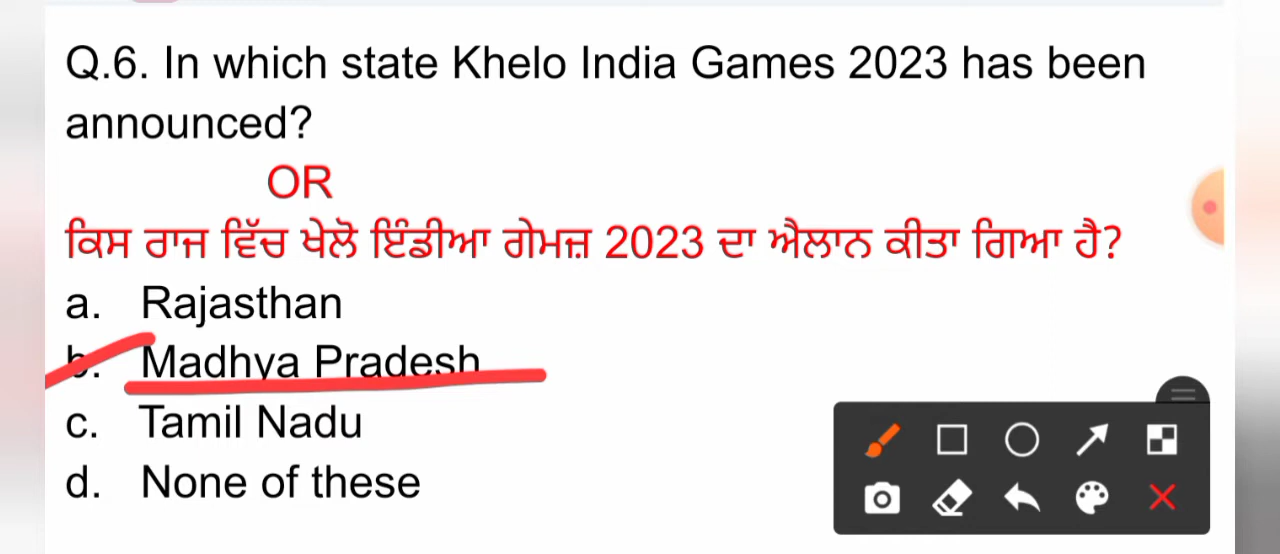 Q.6. In which state Khelo India Games 2023 has been
announced?
OR
ਕਿਸ ਰਾਜ ਵਿੱਚ ਖੇਲੋ ਇੰਡੀਆ ਗੇਮਜ਼ 2023 ਦਾ ਐਲਾਨ ਕੀਤਾ ਗਿਆ ਹੈ?
a. Rajasthan
b. Madhya Pradesh
c. Tamil Nadu
d. None of these